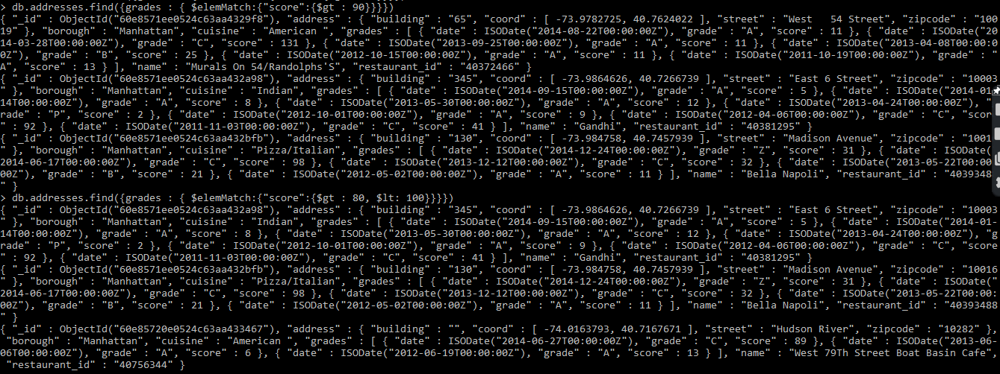 > db.addresses.find({grades : { $elemMatch:{"score":{$gt : 90}}}})
{ "_id" : ObjectId("60e8571ee0524c63aa4329f8"), "address" : { "building" : "65", "coord" : [ -73.9782725, 40.7624022 ], "street" : "West   54 Street", "zipcode" : "100
19" }, "borough" : "Manhattan", "cuisine" : "American ", "grades" : [ { "date" : ISODate("2014-08-22T00:00:00Z"), "grade" : "A", "score" : 11 }, { "date" : ISODate("20
14-03-28T00:00:00Z"), "grade" : "C", "score" : 131 }, { "date" : ISODate("2013-09-25T00:00:00Z"), "grade" : "A", "score" : 11 }, { "date" : ISODate("2013-04-08T00:00:0
0Z"), "grade" : "B", "score" : 25 }, { "date" : ISODate("2012-10-15T00:00:00Z"), "grade" : "A", "score" : 11 }, { "date" : ISODate("2011-10-19T00:00:00Z"), "grade" : "
A", "score" : 13 } ], "name" : "Murals On 54/Randolphs'S", "restaurant_id" : "40372466" }
{ "_id" : ObjectId("60e8571ee0524c63aa432a98"), "address" : { "building" : "345", "coord" : [ -73.9864626, 40.7266739 ], "street" : "East 6 Street", "zipcode" : "10003
" }, "borough" : "Manhattan", "cuisine" : "Indian", "grades" : [ { "date" : ISODate("2014-09-15T00:00:00Z"), "grade" : "A", "score" : 5 }, { "date" : ISODate("2014-01-
14T00:00:00Z"), "grade" : "A", "score" : 8 }, { "date" : ISODate("2013-05-30T00:00:00Z"), "grade" : "A", "score" : 12 }, { "date" : ISODate("2013-04-24T00:00:00Z"),
rade" : "P", "score" : 2 }, { "date" : ISODate("2012-10-01T00:00:00Z"), "grade" : "A", "score" : 9 }, { "date" : ISODate("2012-04-06T00:00:00Z"), "grade" : "C", "scor
" : 92 }, { "date" : ISODate("2011-11-03T00:00:00Z"), "grade" : "C", "score" : 41 } ], "name" : "Gandhi", "restaurant_id" : "40381295" }
{ "_id" : ObjectId("60e8571ee0524c63aa432bfb"), "address" : { "building" : "130", "coord" : [ -73.984758, 40.7457939 ], "street" : "Madison Avenue", "zipcode" : "1001
" }, "borough" : "Manhattan", "cuisine" : "Pizza/Italian", "grades" : [ { "date" : ISODate("2014-12-24T00:00:00Z"), "grade" : "Z", "score" : 31 }, { "date" : ISODate(
2014-06-17T00:00:00Z"), "grade" : "C", "score" : 98 }, { "date" : ISODate("2013-12-12T00:00:00Z"), "grade" : "C", "score" : 32 }, { "date" : ISODate("2013-05-22T00:00
00Z"), "grade" : "B", "score" : 21 }, { "date" : ISODate("2012-05-02T00:00:00Z"), "grade" : "A", "score" : 11 } ], "name" : "Bella Napoli", "restaurant_id" : "4039348
" }
> db.addresses.find({grades : { $elemMatch:{"score":{$gt : 80, $lt: 100}}}})
{ "_id" : ObjectId("60e8571ee0524c63aa432a98"), "address" : { "building" : "345", "coord" : [ -73.9864626, 40.7266739 ], "street" : "East 6 Street", "zipcode" : "10003
" }, "borough" : "Manhattan", "cuisine" : "Indian", "grades" : [ { "date" : ISODate("2014-09-15T00:00:00Z"), "grade" : "A", "score" : 5 }, { "date" : ISODate("2014-01-
14T00:00:00Z"), "grade" : "A", "score" : 8 }, { "date" : ISODate("2013-05-30T00:00:00Z"), "grade" : "A", "score" : 12 }, { "date" : ISODate("2013-04-24T00:00:00Z"), "g
rade" : "P", "score" : 2 }, { "date" : ISODate("2012-10-01T00:00:00Z"), "grade" : "A", "score" : 9 }, { "date" : ISODate("2012-04-06T00:00:00Z"), "grade" : "C", "score
" : 92 }, { "date" : ISODate("2011-11-03T00:00:00Z"), "grade" : "C", "score" : 41 } ], "name" : "Gandhi", "restaurant_id" : "40381295" }
{ "_id" : ObjectId("60e8571ee0524c63aa432bfb"), "address" : { "building" : "130", "coord" : [ -73.984758, 40.7457939 ], "street" : "Madison Avenue", "zipcode" : "10016
" }, "borough" : "Manhattan", "cuisine" : "Pizza/Italian", "grades" : [ { "date" : ISODate("2014-12-24T00:00:00Z"), "grade" : "Z", "score" : 31 }, { "date" : ISODate("
2014-06-17T00:00:00Z"), "grade" : "C", "score" : 98 }, { "date" : ISODate("2013-12-12T00:00:00Z"), "grade" : "C", "score" : 32 }, { "date" : ISODate("2013-05-22T00:00:
00Z"), "grade" : "B", "score" : 21 }, { "date" : ISODate("2012-05-02T00:00:00Z"), "grade" : "A", "score" : 11 } ], "name" : "Bella Napoli", "restaurant_id" : "40393488
" }
{ "_id" : ObjectId("60e85720e0524c63aa433467"), "address" : { "building" : "", "coord" : [ -74.0163793, 40.7167671 ], "street" : "Hudson River", "zipcode" : "10282" },
 "borough" : "Manhattan", "cuisine" : "American ", "grades" : [ { "date" : ISODate("2014-06-27T00:00:00Z"), "grade" : "C", "score" : 89 }, { "date" : ISODate("2013-06-
06T00:00:00Z"), "grade" : "A", "score" : 6 }, { "date" : ISODate("2012-06-19T00:00:00Z"), "grade" : "A", "score" : 13 } ], "name" : "West 79Th Street Boat Basin Cafe",
 "restaurant_id" : "40756344" }